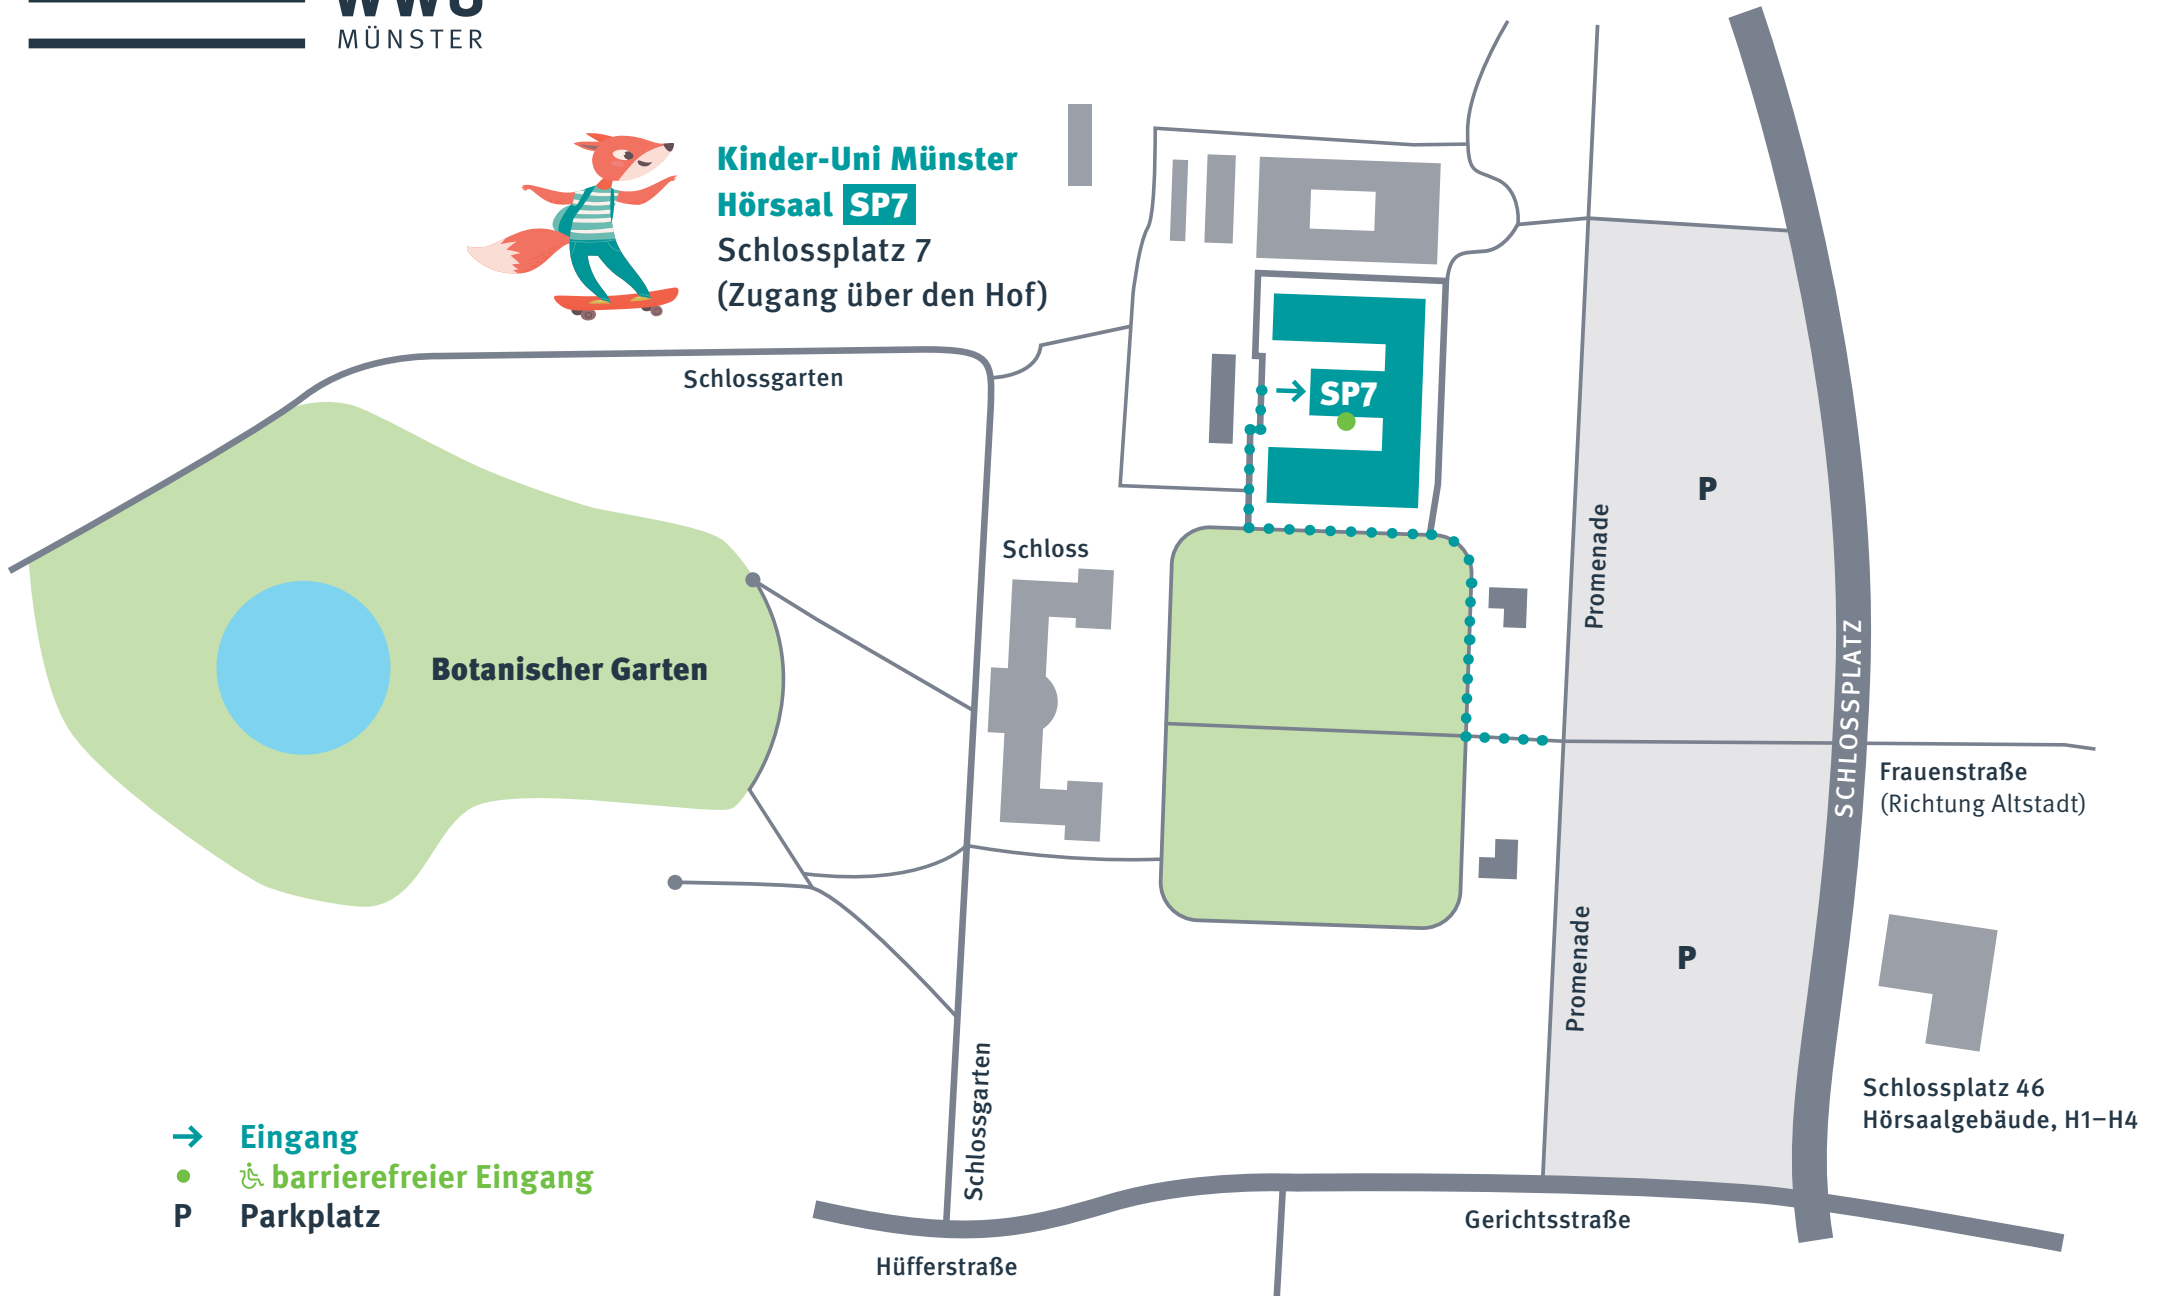 WWU
MÜNSTER
Kinder-Uni Münster
Hörsaal SP7
Schlossplatz 7
(Zugang über den Hof)
Schlossgarten
SP7
P
Promenade
Schloss
SCHLOSSPLATZ
Botanischer Garten
Frauenstraße
(Richtung Altstadt)
Promenade
P
Schlossgarten
Schlossplatz 46
Hörsaalgebäude, H1–H4
Eingang
barrierefreier Eingang
P Parkplatz
Gerichtsstraße
Hüfferstraße